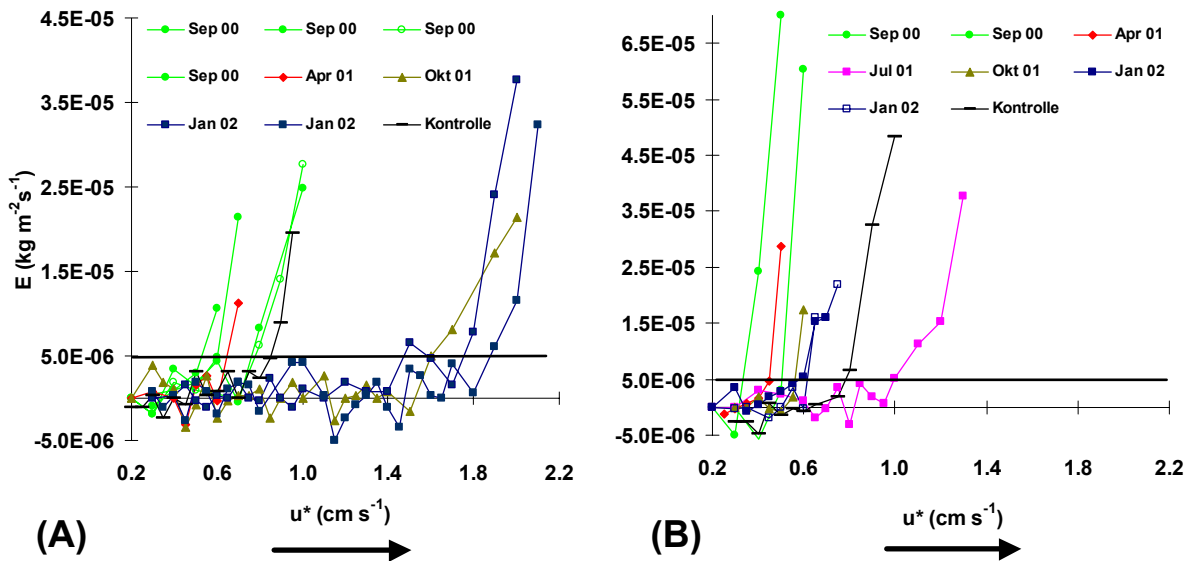 4.5E-05
3.5E-05
2.5E-05
1.5E-05
5.0E-06
-5.0E-06
E (kg m-2s-1)
Sep 00 Sep 00 Sep 00
Sep 00 Apr 01 Okt 01
Jan 02 Jan 02 Kontrolle
0.2 0.6 1.0 1.4 1.8 2.2
u* (cm s-1)
(A)
6.5E-05
5.5E-05
4.5E-05
3.5E-05
2.5E-05
1.5E-05
5.0E-06
-5.0E-06
Sep 00 Sep 00 Apr 01
Jul 01 Okt 01 Jan 02
Jan 02 Kontrolle
0.2 0.6 1.0 1.4 1.8 2.2
u* (cm s-1)
(B)